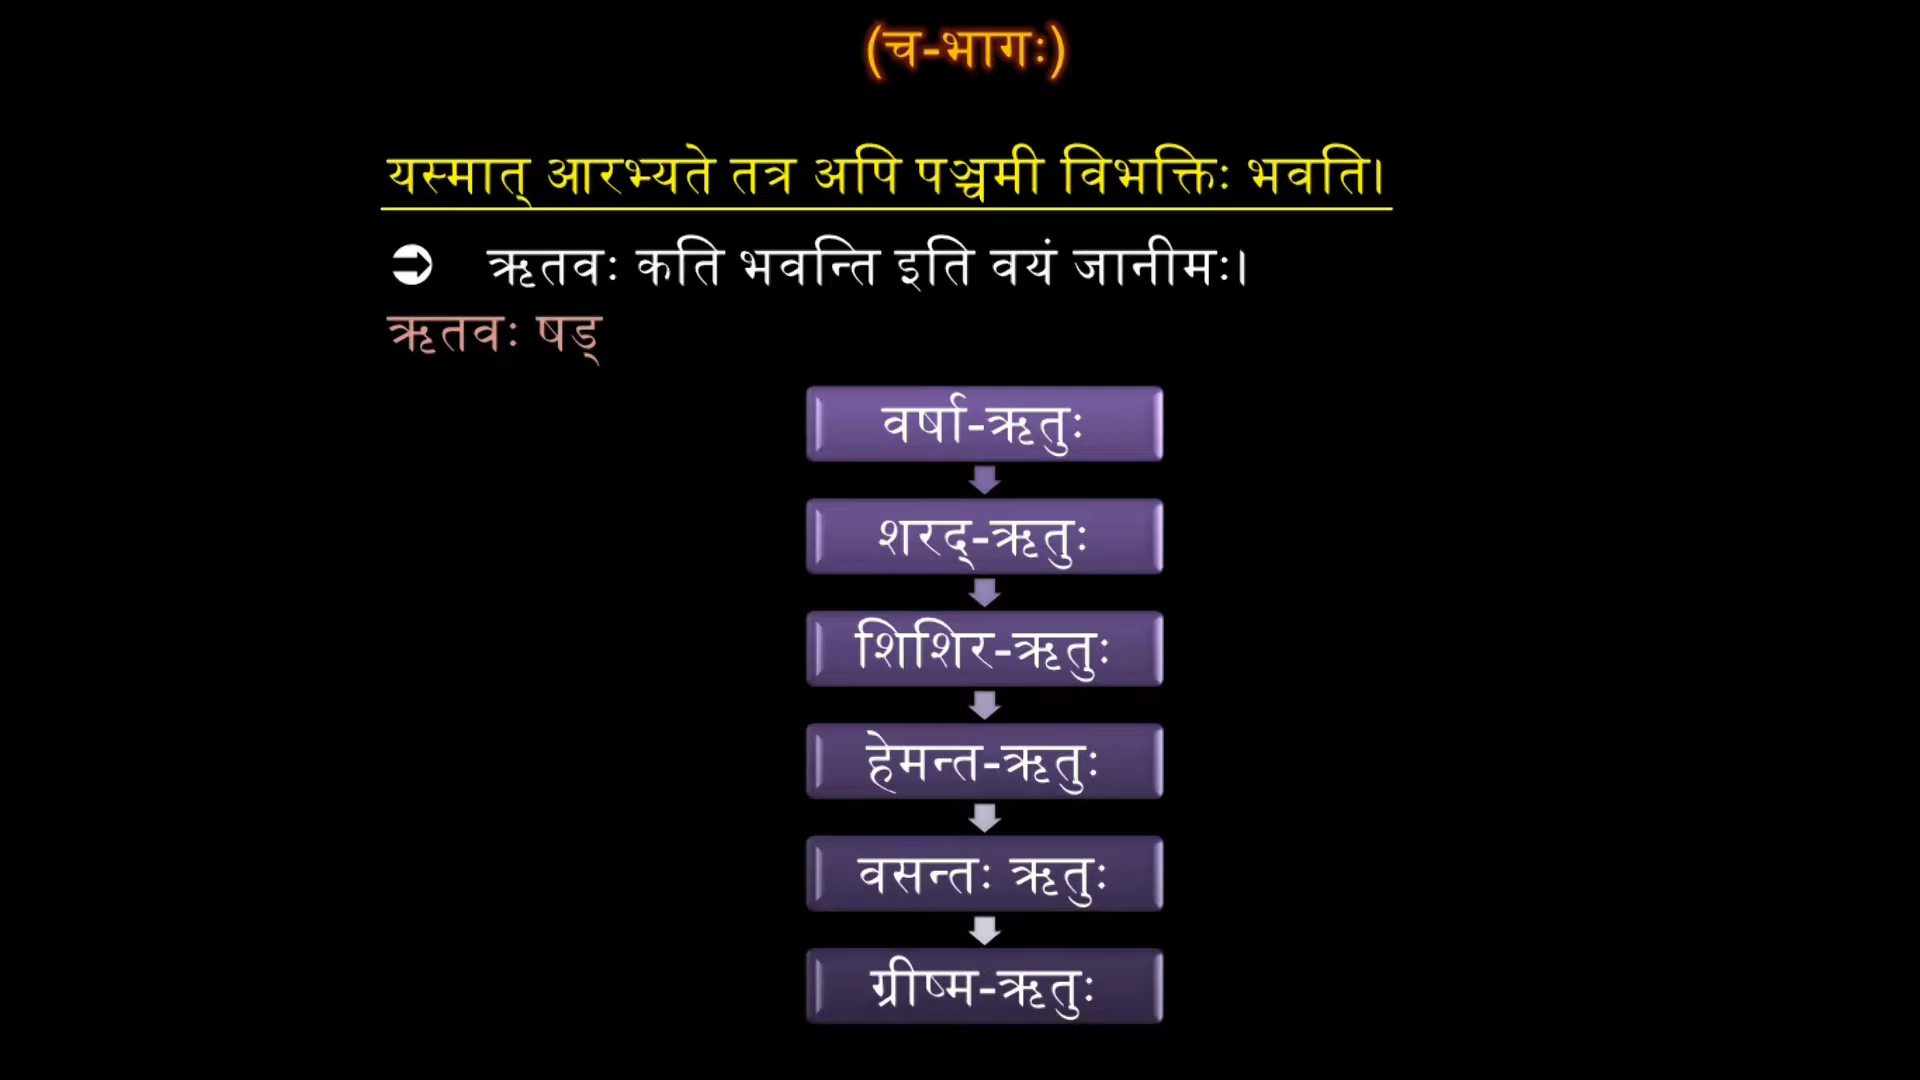 (च-भागः)
यस्मात् आरभ्यते तत्र अपि पञ्चमी विभक्तिः भवति।
ऋतवः कति भवन्ति इति वयं जानीमः।
ऋतवः षड्
वर्षा-ऋतुः
शरद्-ऋतुः
शिशिर-ऋतुः
हेमन्त-ऋतुः
वसन्तः ऋतुः
ग्रीष्म-ऋतुः